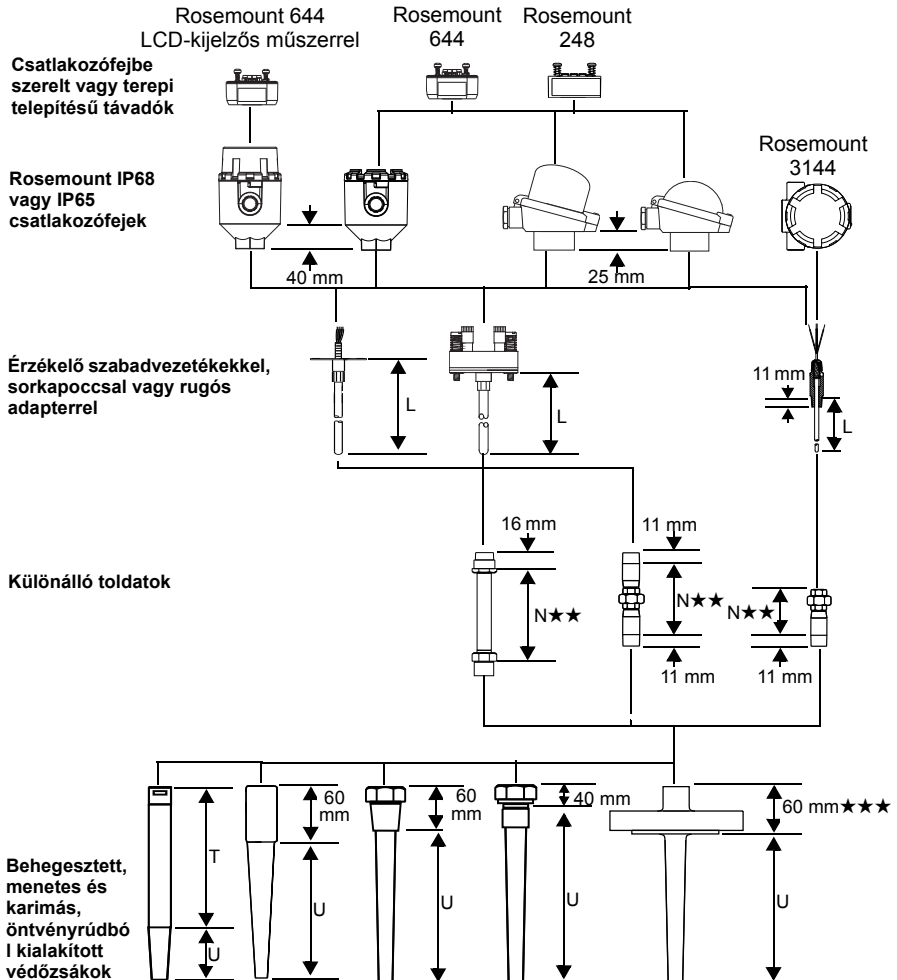 Rosemount 644
LCD-kijelzős műszerrel
Rosemount
644
Rosemount
248
Csatlakozófejbe
szerelt vagy terepi
telepítésű távadók
Rosemount
3144
Rosemount IP68
vagy IP65
csatlakozófejek
40 mm
25 mm
Érzékelő szabadvezetékekkel,
sorkapoccsal vagy rugós
adapterrel
L
L
11 mm
L
16 mm
11 mm
Különálló toldatok
N★★
N★★
N★★
11 mm
11 mm
60
mm
60
mm
40 mm
60 mm★★★
Behegesztett,
menetes és
karimás,
öntvényrúdbó
l kialakított
védőzsákok
T
U
U
U
U
U